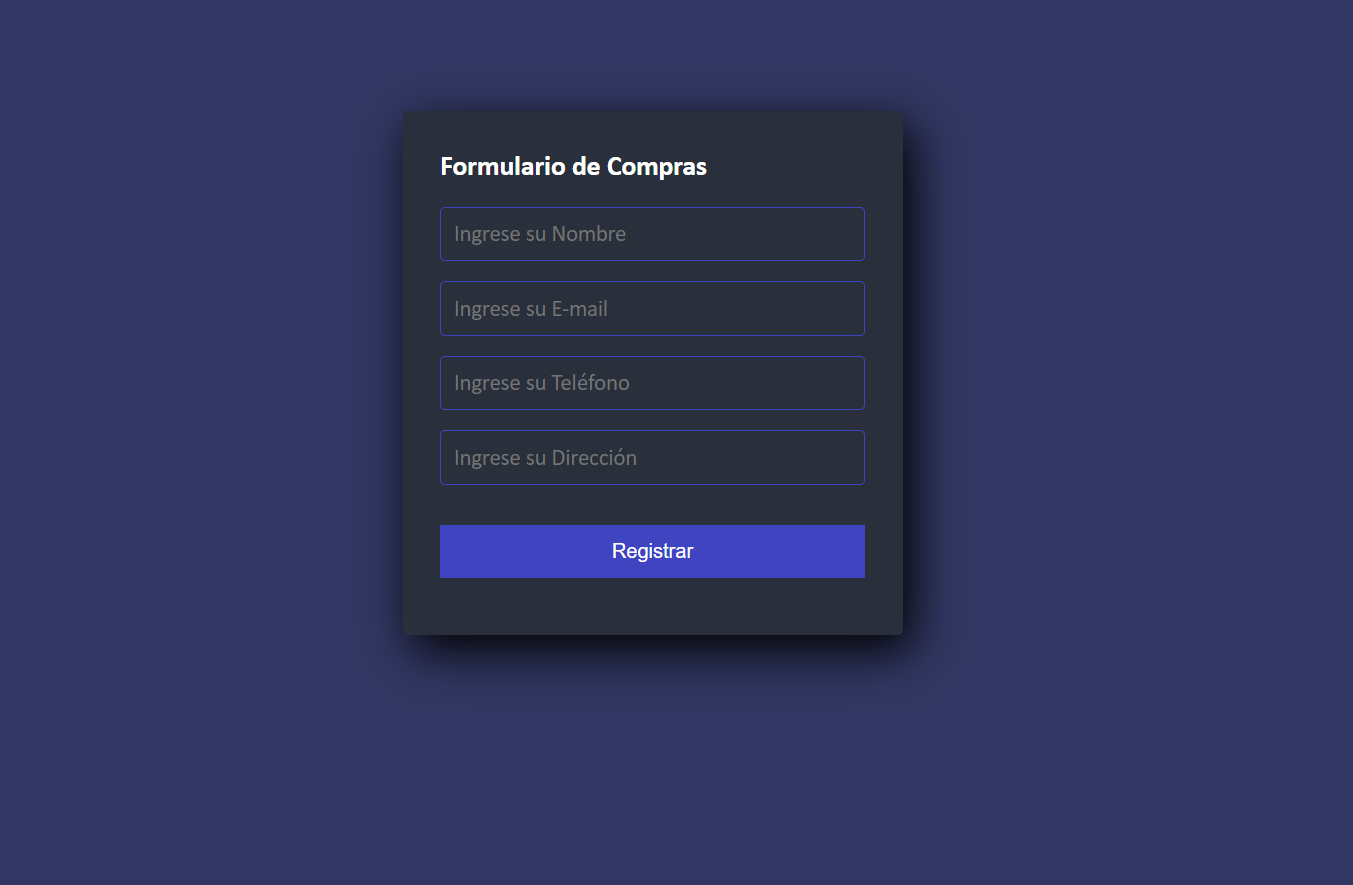 Formulario de Compras
Ingrese su Nombre
Ingrese su E-mail
Ingrese su Teléfono
Ingrese su Dirección
Registrar